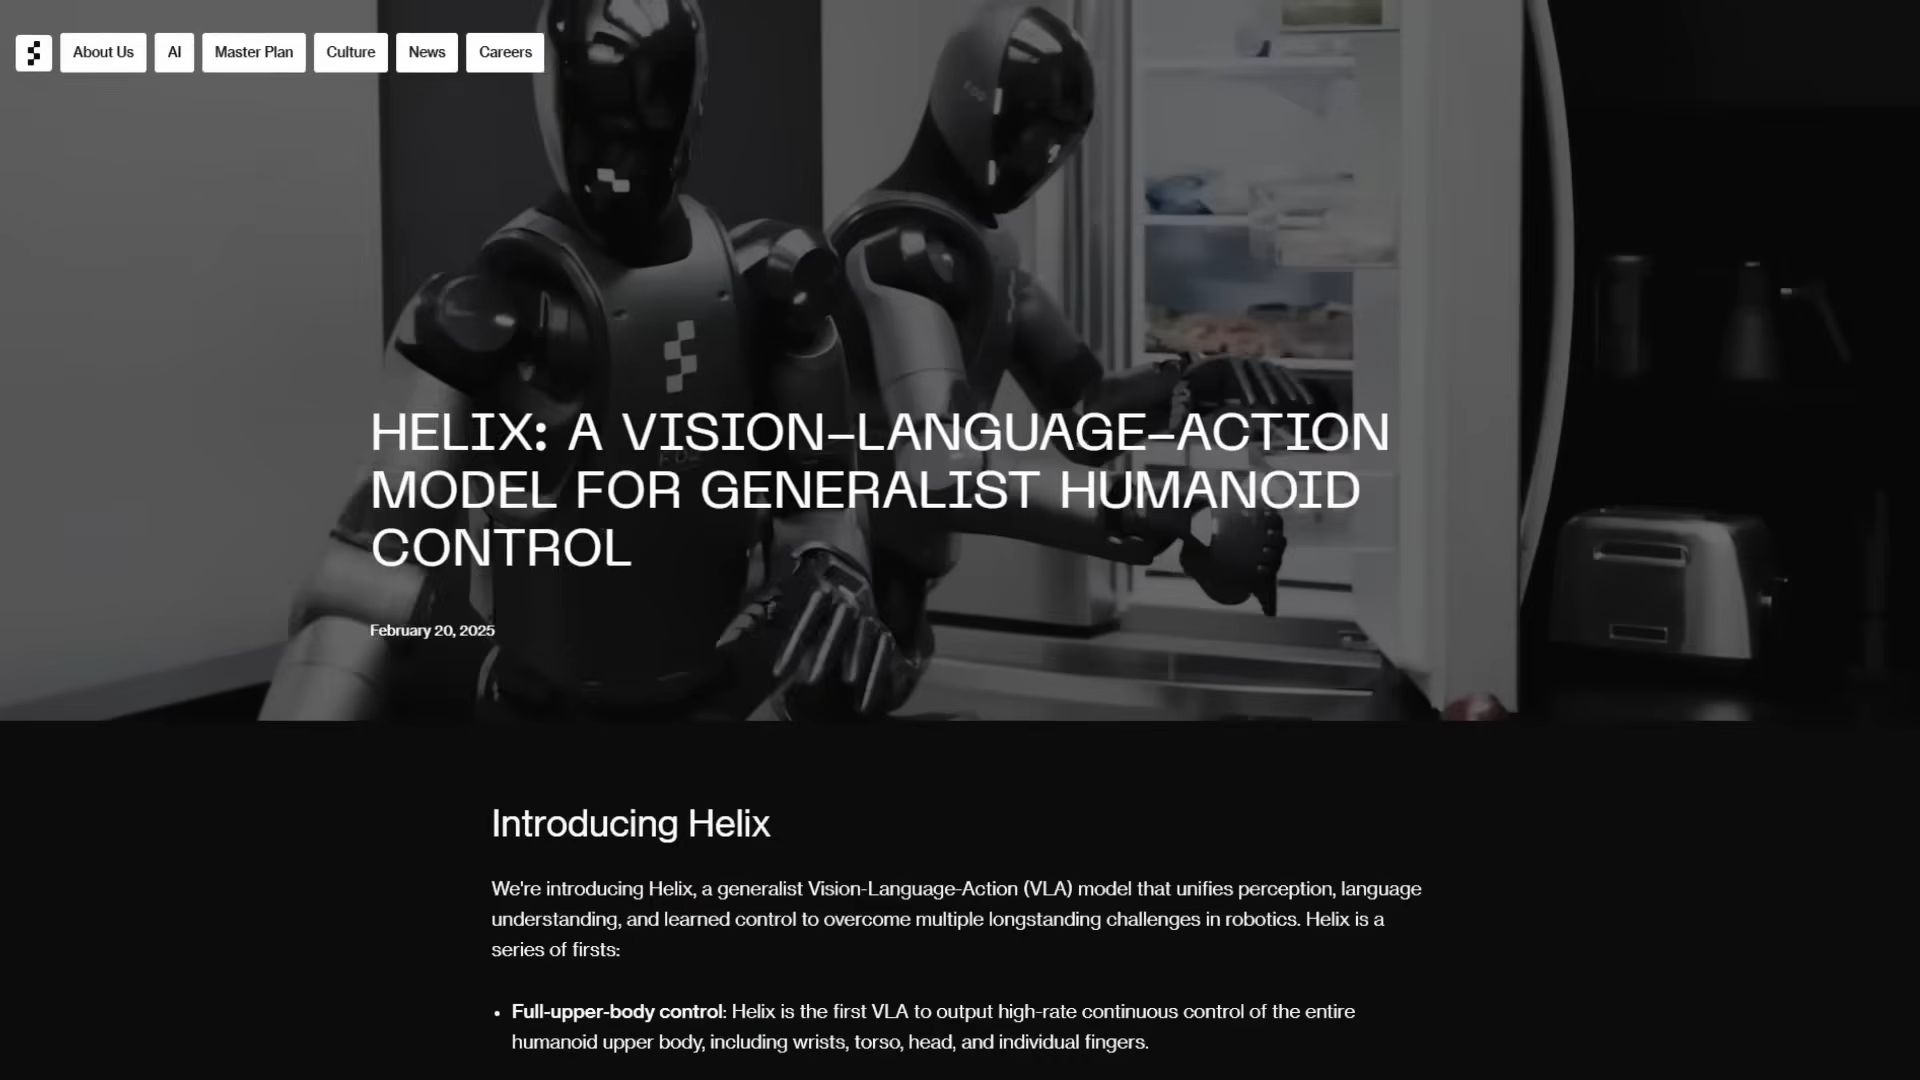 About Us
AI
Master Plan
Culture
News
Careers
HELIX: A VISION-LANGUAGE-ACTION
MODEL FOR GENERALIST HUMANOID
CONTROL
February 20, 2025
Introducing Helix
We're introducing Helix, a generalist Vision-Language-Action (VLA) model that unifies perception, language
understanding, and learned control to overcome multiple longstanding challenges in robotics. Helix is a
series of firsts:
• Full-upper-body control: Helix is the first VLA to output high-rate continuous control of the entire
humanoid upper body, including wrists, torso, head, and individual fingers.